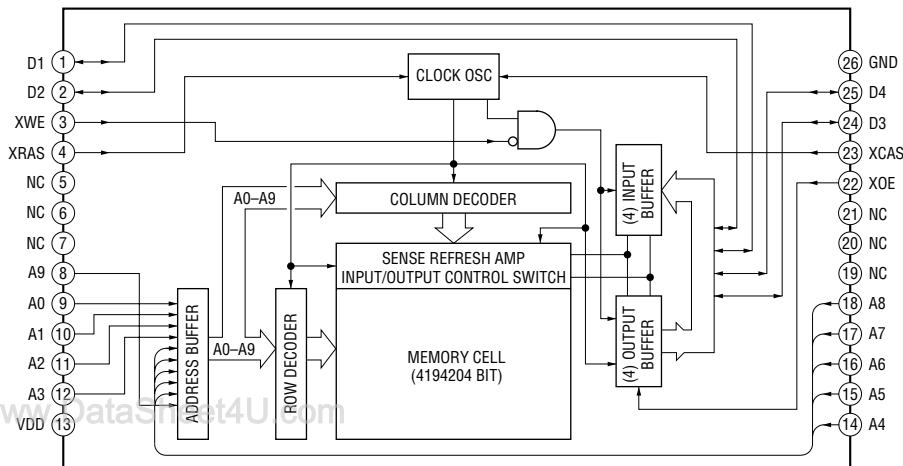 D1 1
D2 2
XWE 3
XRAS 4
NC 5
NC 6
NC 7
A9 8
A0 9
A1 10
A2 11
A3 12
VDD 13
CLOCK OSC
A0–A9
COLUMN DECODER
SENSE REFRESH AMP
INPUT/OUTPUT CONTROL SWITCH
MEMORY CELL
(4194204 BIT)
ADDRESS BUFFER
A0–A9
ROW DECODER
(4) INPUT
BUFFER
(4) OUTPUT
BUFFER
26 GND
25 D4
24 D3
23 XCAS
22 XOE
21 NC
20 NC
19 NC
18 A8
17 A7
16 A6
15 A5
14 A4
www.DataSheet4U.com